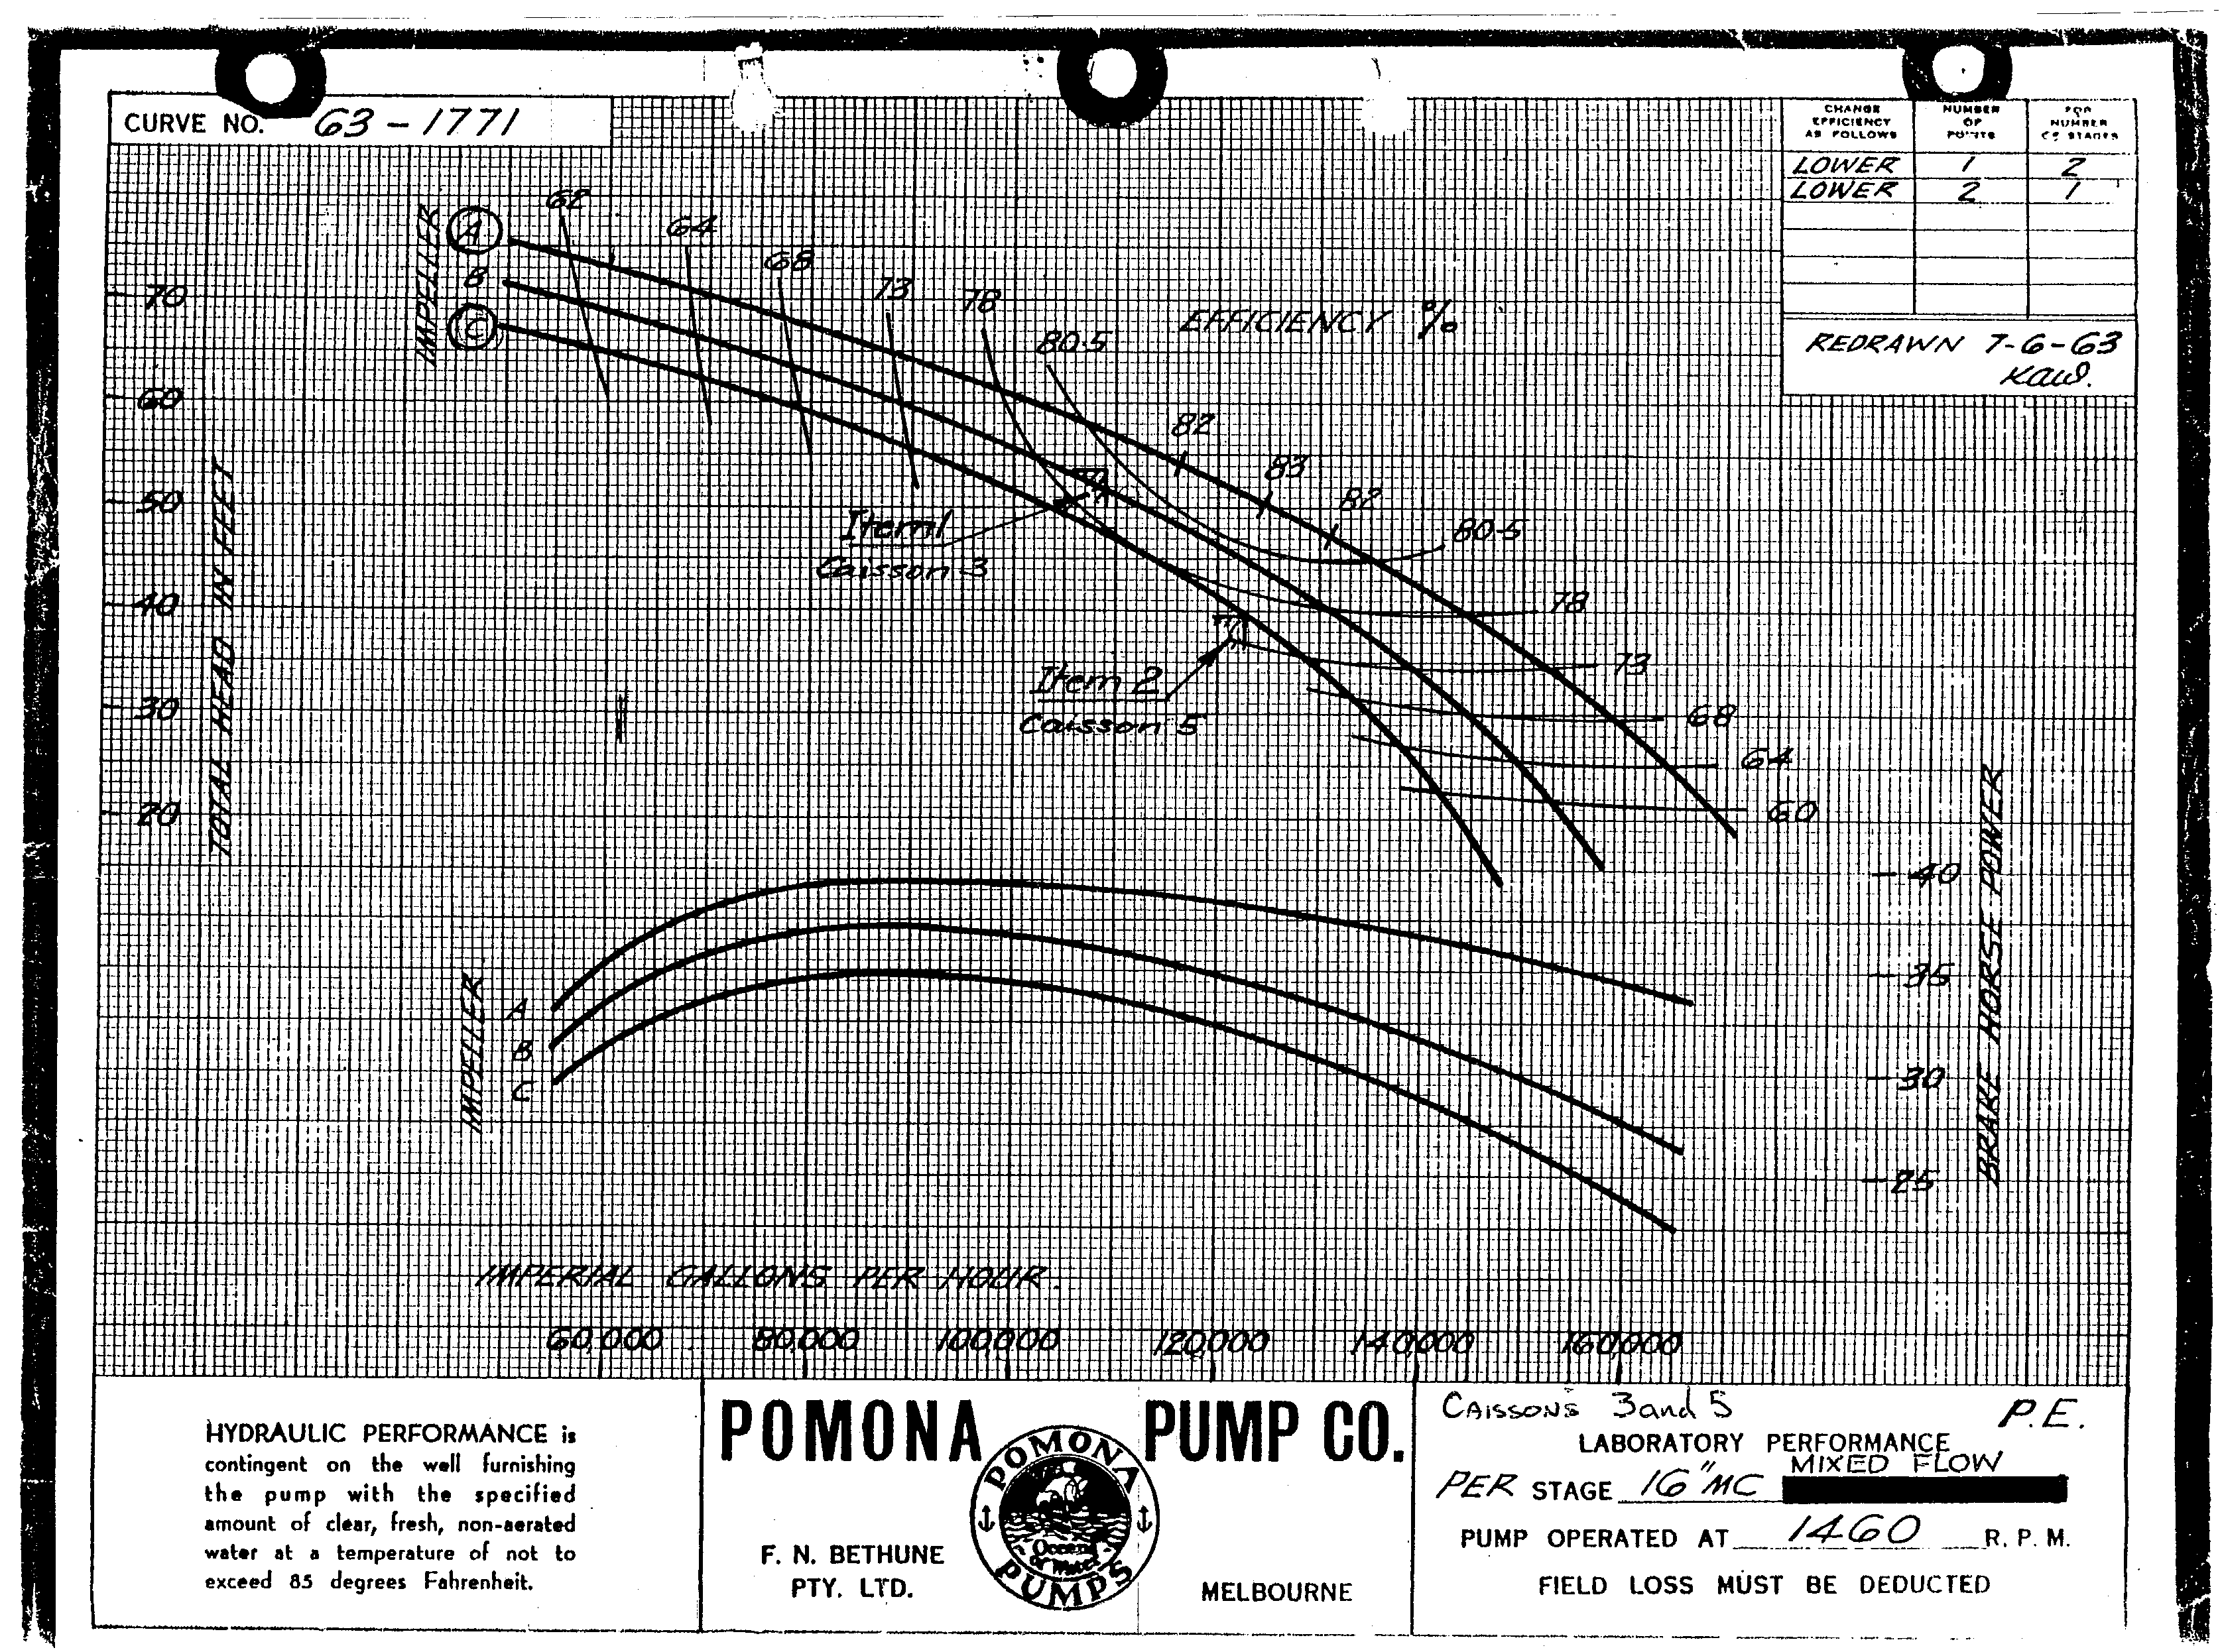 CURVE NO. 63-1771
CHANGE EFFICIENCY AS FOLLOWS
NUMBER OF POINTS
FOR NUMBER OF STAGES
LOWER 1 2
LOWER 2 1
REDRAWN 7-6-63
IMPELLER
A
B
C
62
64
68
73
78
80.5
EFFICIENCY %
82
83
82
80.5
78
73
68
64
60
70
60
50
40
30
20
TOTAL HEAD IN FEET
Item 1
Caisson 3
Item 2
Caisson 5
40
35
30
25
BRAKE HORSE POWER
IMPELLER
A
B
C
IMPERIAL GALLONS PER HOUR.
60,000 80,000 100,000 120,000 140,000 160,000
HYDRAULIC PERFORMANCE is
contingent on the well furnishing
the pump with the specified
amount of clear, fresh, non-aerated
water at a temperature of not to
exceed 85 degrees Fahrenheit.
POMONA PUMP CO.
POMONA
Oceans
of Water
PUMPS
F. N. BETHUNE
PTY. LTD.
MELBOURNE
CAISSONS 3 and 5 P.E.
LABORATORY PERFORMANCE
PER STAGE 16" MC MIXED FLOW
PUMP OPERATED AT 1460 R.P.M.
FIELD LOSS MUST BE DEDUCTED